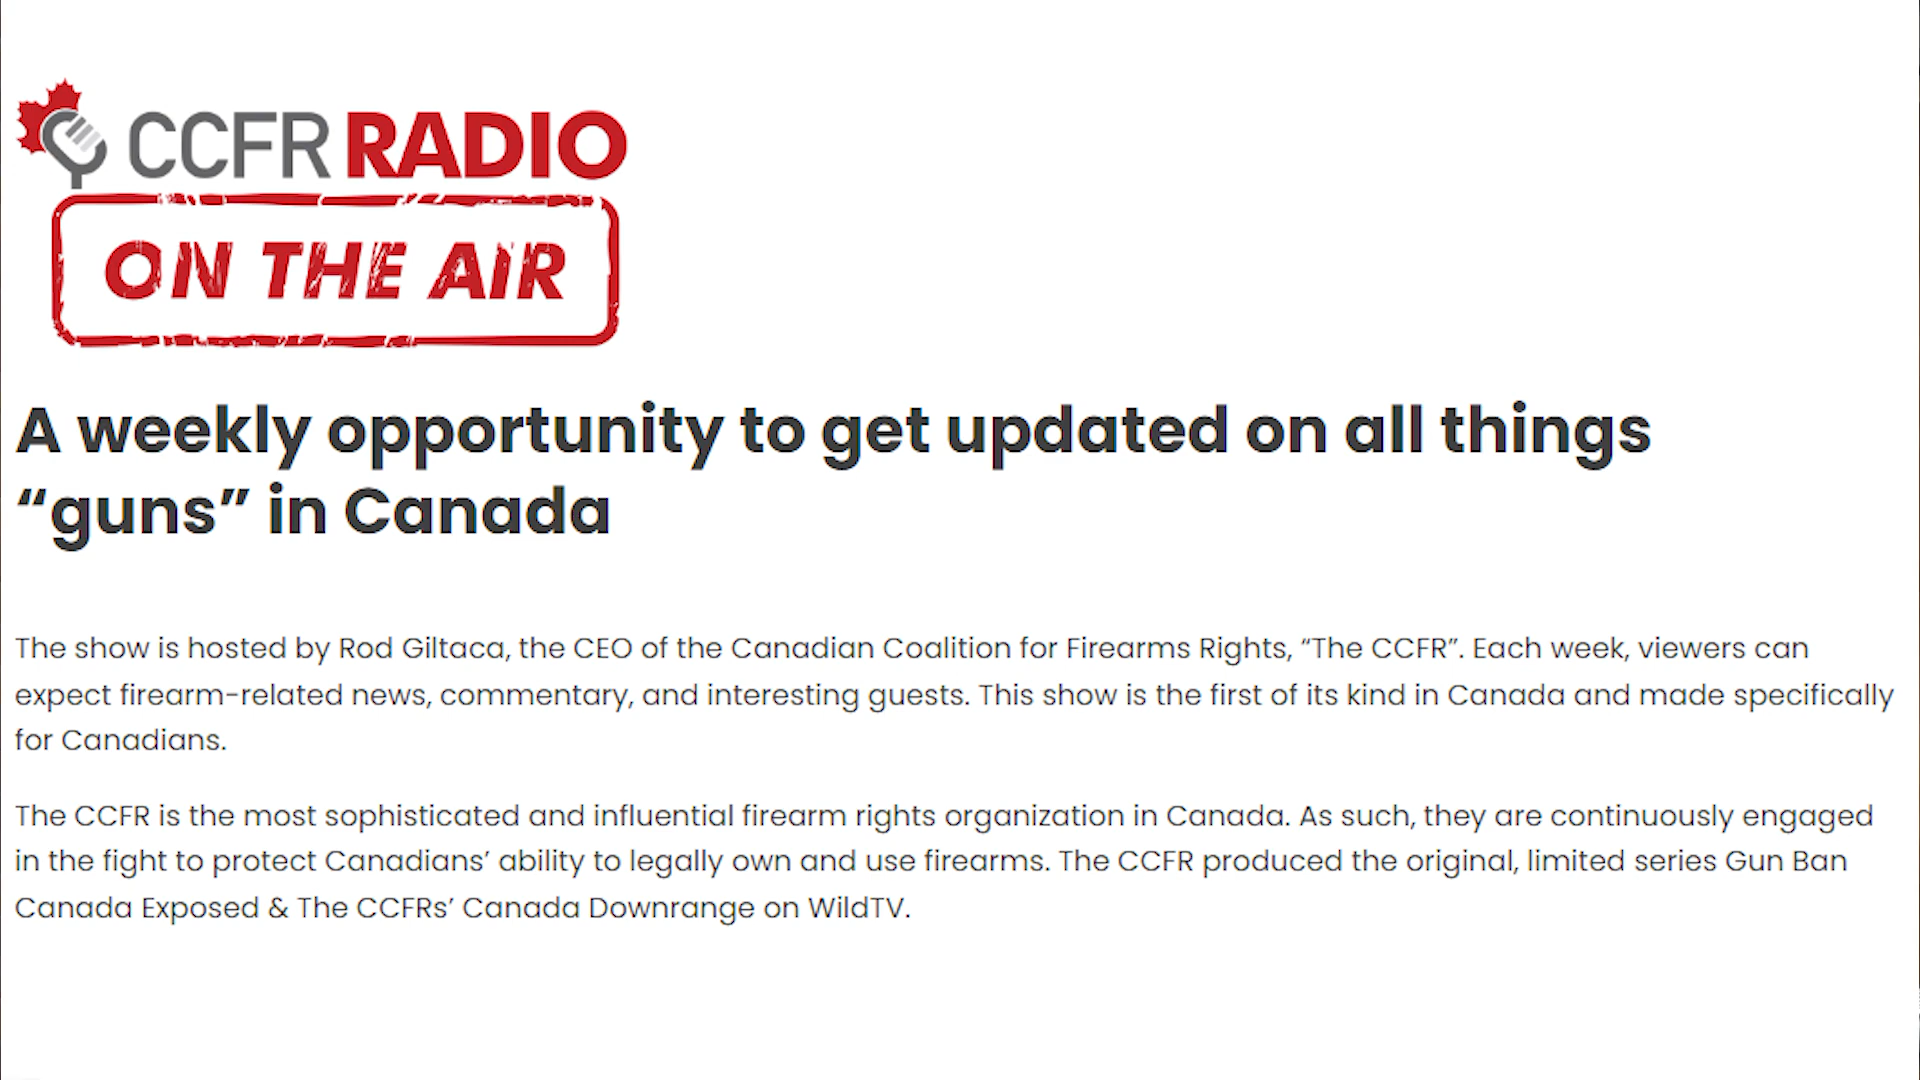 CCFR RADIO
ON THE AIR
A weekly opportunity to get updated on all things
“guns” in Canada
The show is hosted by Rod Giltaca, the CEO of the Canadian Coalition for Firearms Rights, “The CCFR”. Each week, viewers can
expect firearm-related news, commentary, and interesting guests. This show is the first of its kind in Canada and made specifically
for Canadians.
The CCFR is the most sophisticated and influential firearm rights organization in Canada. As such, they are continuously engaged
in the fight to protect Canadians’ ability to legally own and use firearms. The CCFR produced the original, limited series Gun Ban
Canada Exposed & The CCFRs’ Canada Downrange on WildTV.